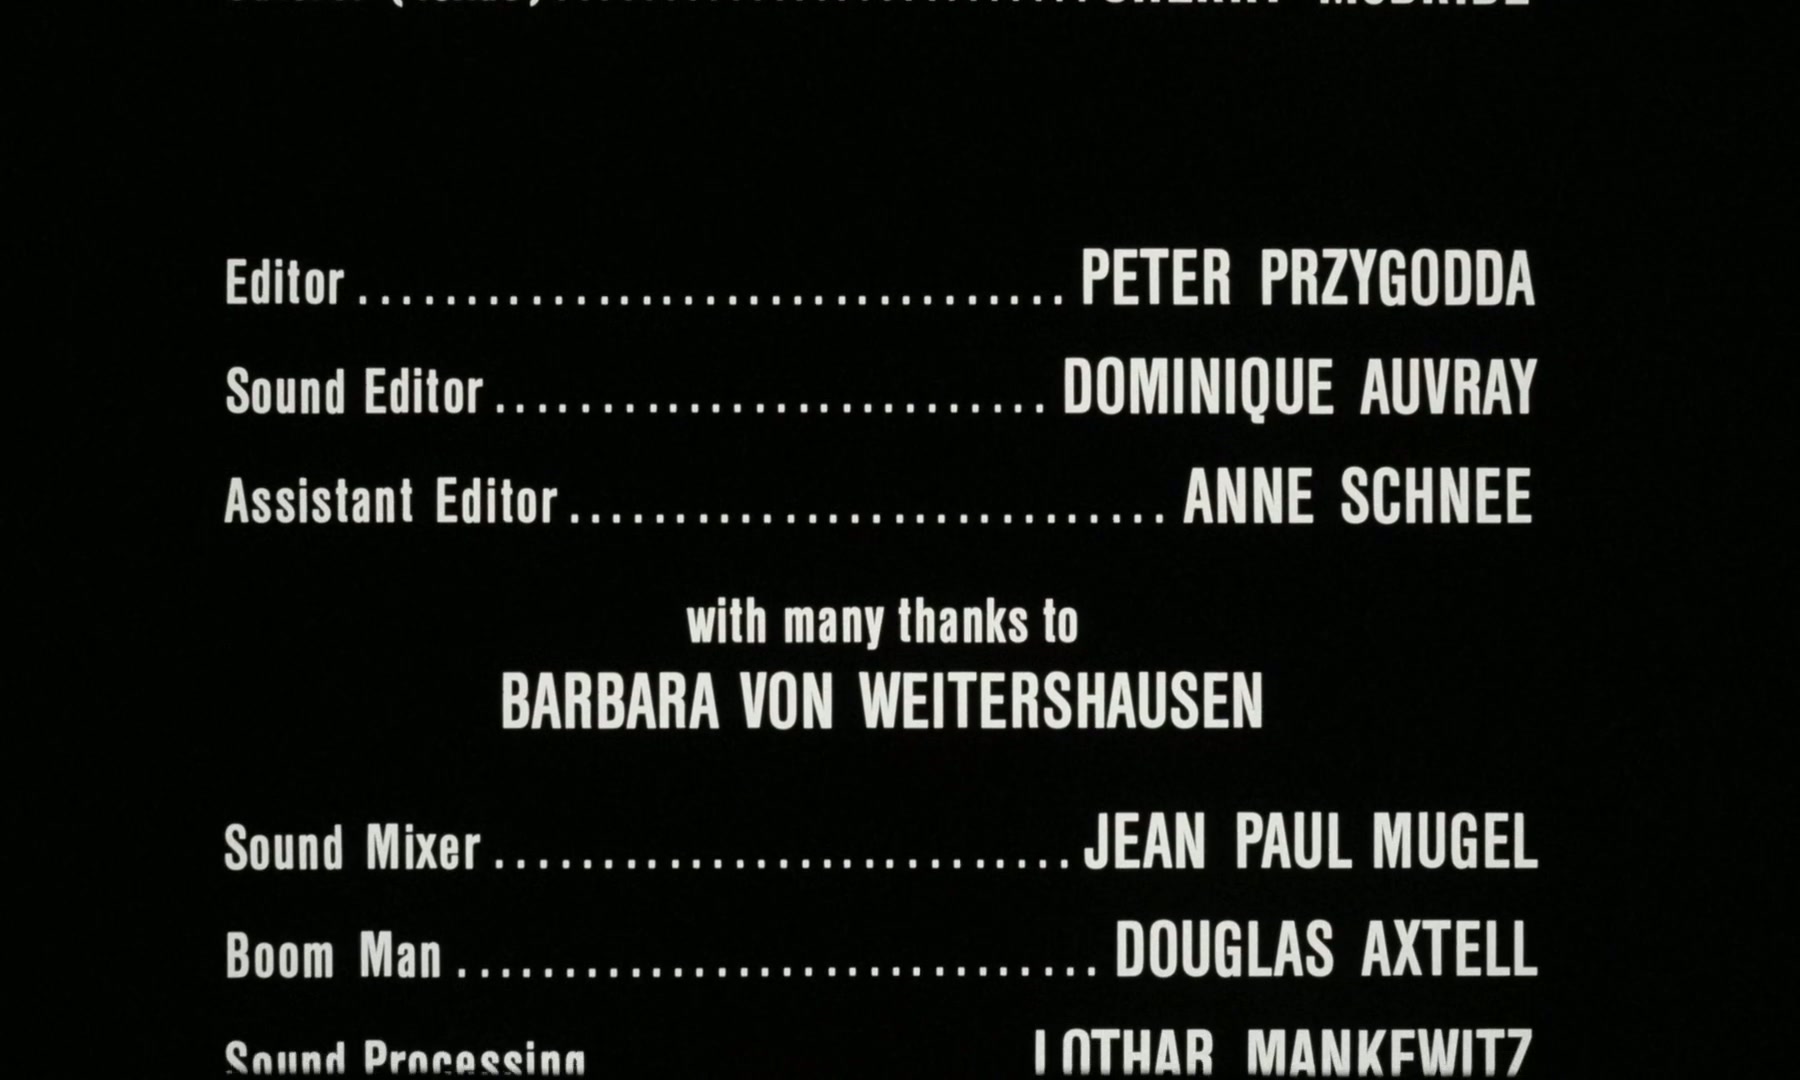 McBRIDE
Editor.................................PETER PRZYGODDA
Sound Editor..........................DOMINIQUE AUVRAY
Assistant Editor............................ANNE SCHNEE
with many thanks to
BARBARA VON WEITERSHAUSEN
Sound Mixer...........................JEAN PAUL MUGEL
Boom Man..............................DOUGLAS AXTELL
Sound Processing LOTHAR MANKEWITZ